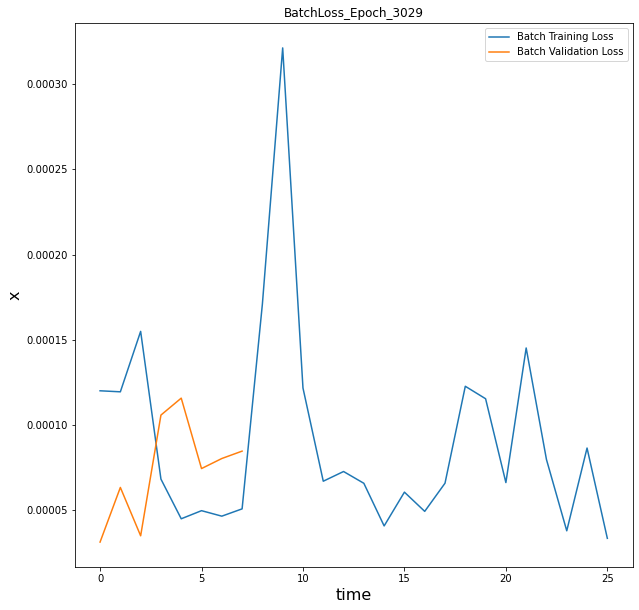 BatchLoss_Epoch_3029
Batch Training Loss
Batch Validation Loss
0.00030
0.00025
0.00020
0.00015
0.00010
0.00005
x
0 5 10 15 20 25
time